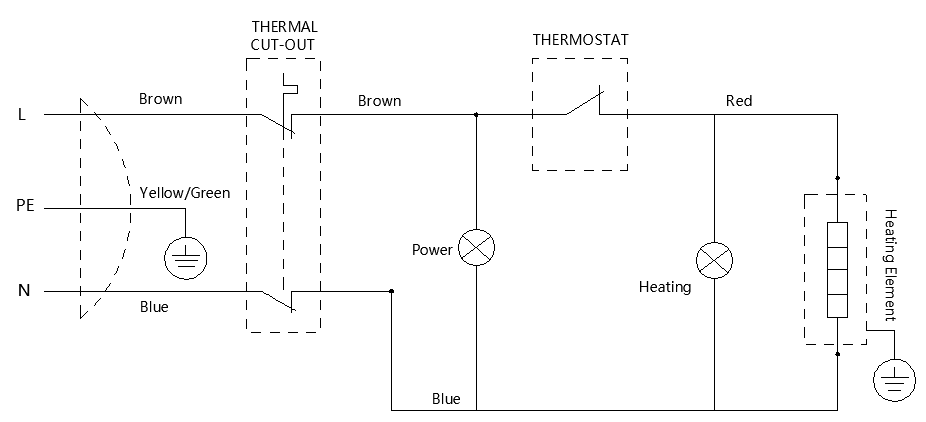 THERMAL
CUT-OUT
THERMOSTAT
L
Brown
Brown
Red
PE
Yellow/Green
Power
Heating
Heating Element
N
Blue
Blue